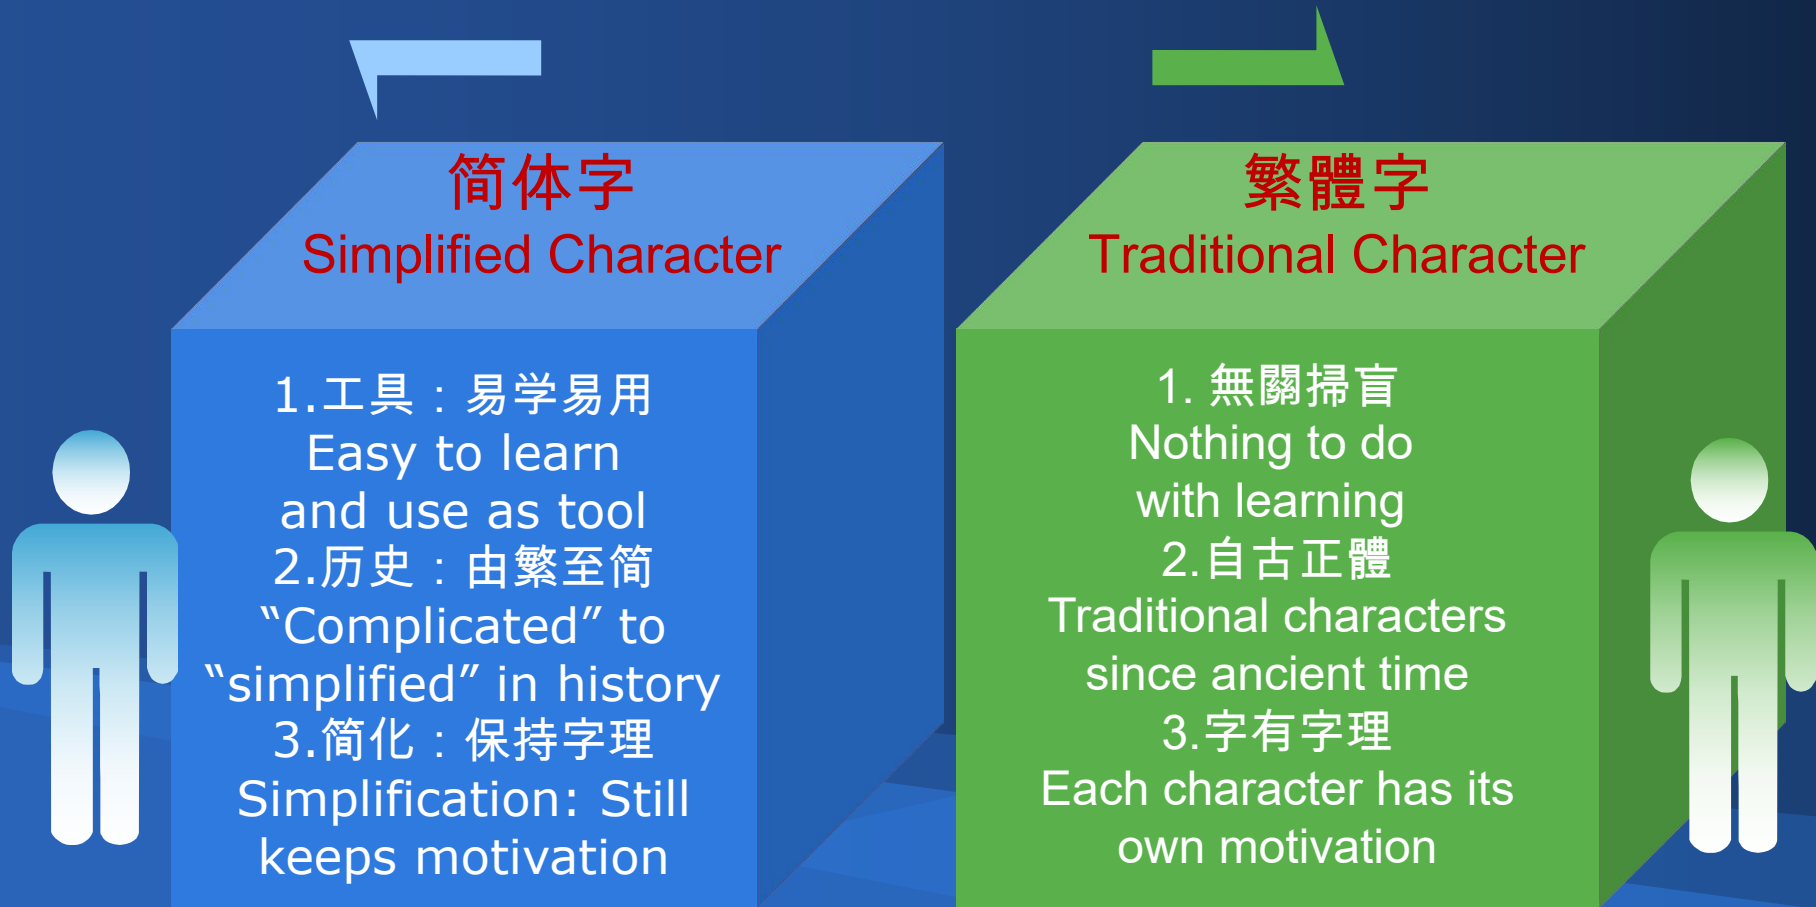 简体字
Simplified Character
1.工具：易学易用
Easy to learn
and use as tool
2.历史：由繁至简
“Complicated” to
“simplified” in history
3.简化：保持字理
Simplification: Still
keeps motivation
繁體字
Traditional Character
1. 無關掃盲
Nothing to do
with learning
2.自古正體
Traditional characters
since ancient time
3.字有字理
Each character has its
own motivation